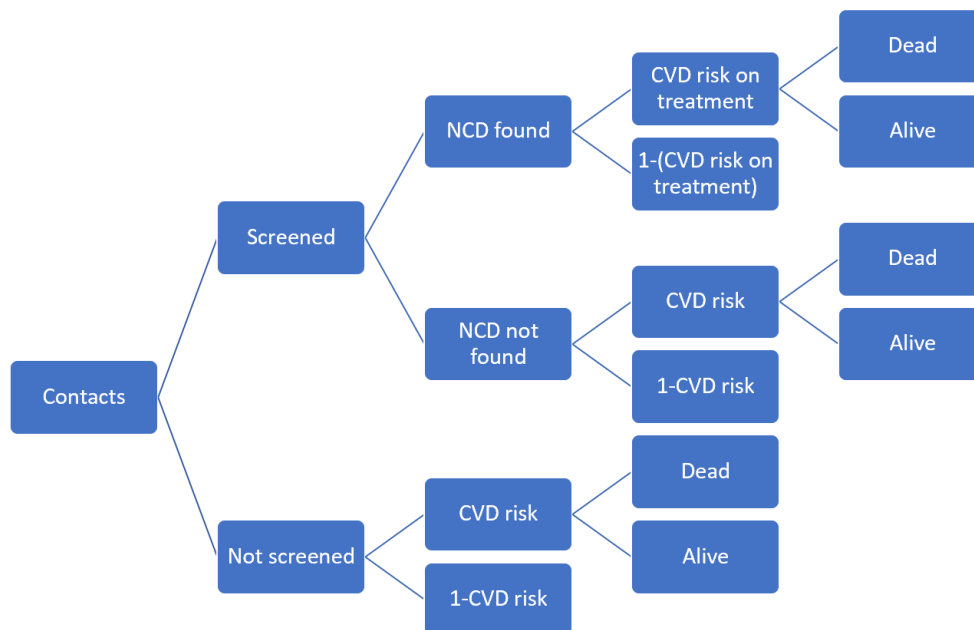 Dead
CVD risk on
treatment
Alive
NCD found
1-(CVD risk on
treatment)
Screened
Dead
CVD risk
Alive
NCD not
found
1-CVD risk
Contacts
Dead
CVD risk
Alive
Not screened
1-CVD risk